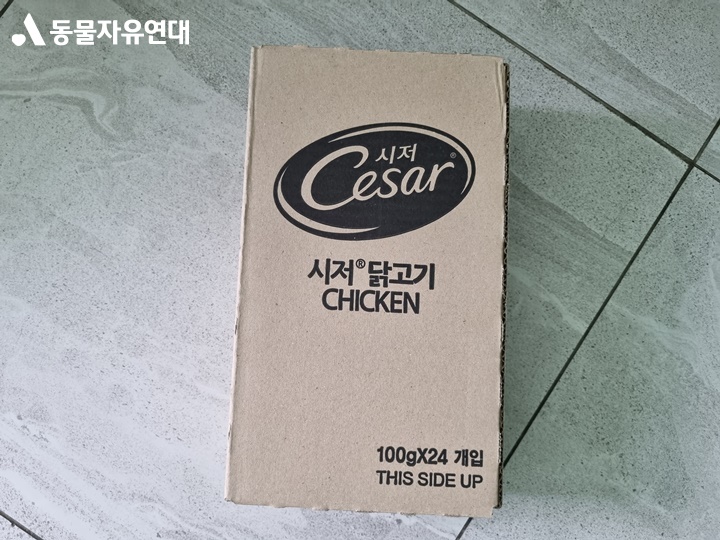 동물자유연대
시저
Cesar®
시저® 닭고기
CHICKEN
100gX24 개입
THIS SIDE UP